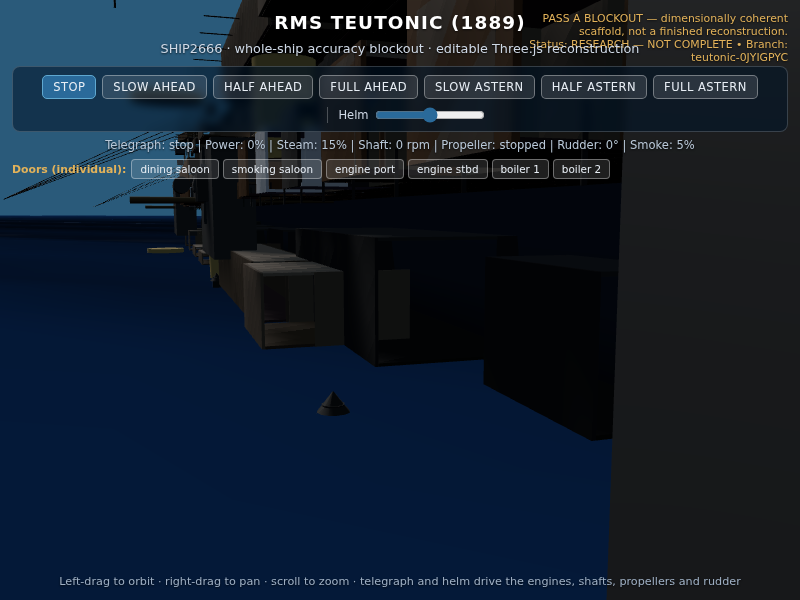 RMS TEUTONIC (1889)
SHIP2666 · whole-ship accuracy blockout · editable Three.js reconstruction
PASS A BLOCKOUT — dimensionally coherent
scaffold, not a finished reconstruction.
Status: RESEARCH — NOT COMPLETE • Branch:
teutonic-0JYIGPYC
STOP SLOW AHEAD HALF AHEAD FULL AHEAD SLOW ASTERN HALF ASTERN FULL ASTERN
Helm
Telegraph: stop | Power: 0% | Steam: 15% | Shaft: 0 rpm | Propeller: stopped | Rudder: 0° | Smoke: 5%
Doors (individual): dining saloon smoking saloon engine port engine stbd boiler 1 boiler 2
Left-drag to orbit · right-drag to pan · scroll to zoom · telegraph and helm drive the engines, shafts, propellers and rudder